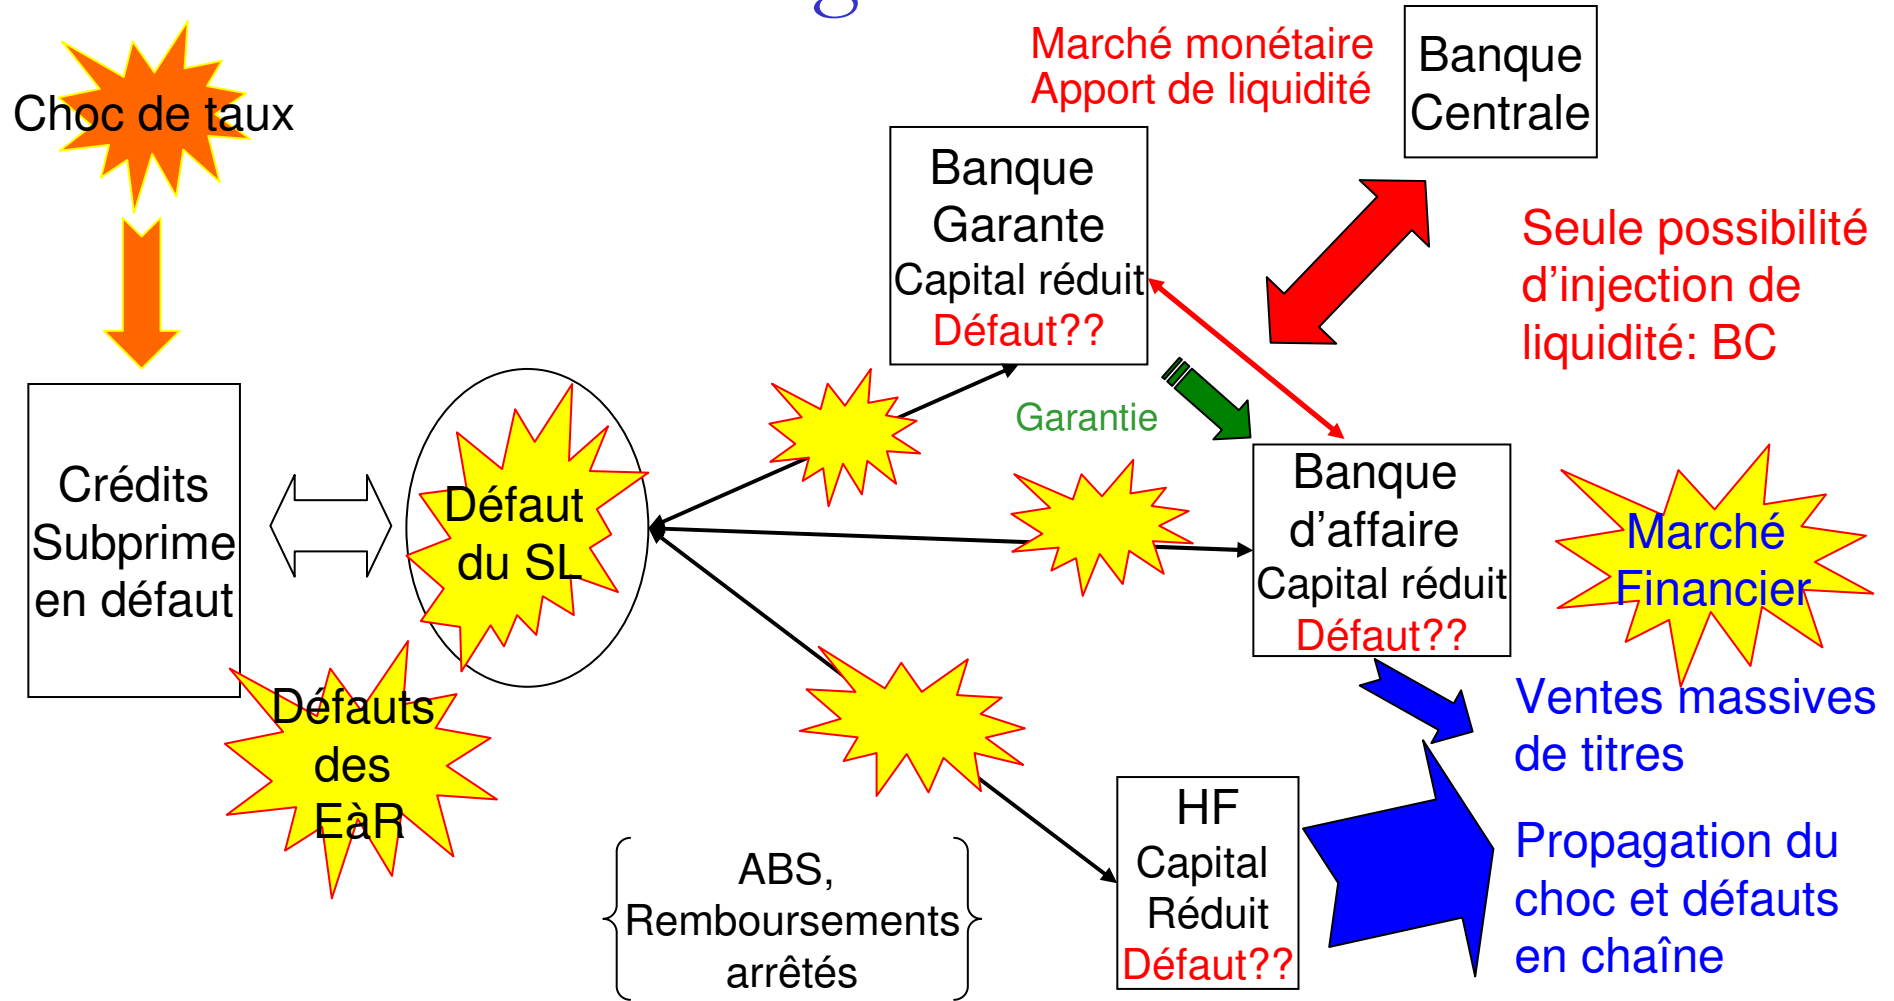 Choc de taux
Marché monétaire
Apport de liquidité
Banque
Centrale
Banque
Garante
Capital réduit
Défaut??
Seule possibilité
d’injection de
liquidité: BC
Garantie
Crédits
Subprime
en défaut
Défaut
du SL
Banque
d’affaire
Capital réduit
Défaut??
Marché
Financier
Défauts
des
EàR
Ventes massives
de titres
ABS,
Remboursements
arrêtés
HF
Capital
Réduit
Défaut??
Propagation du
choc et défauts
en chaîne